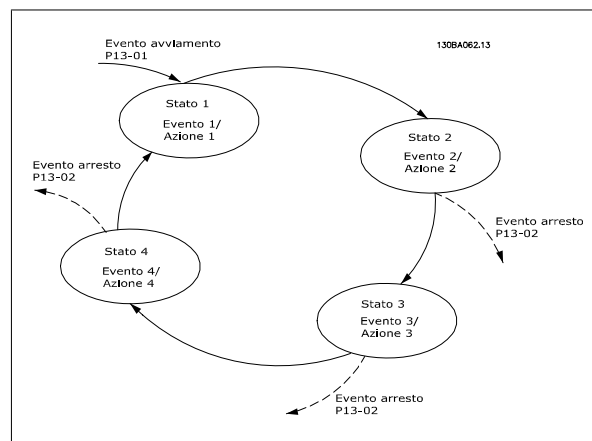 Evento avviamento
P13-01
130BA062.13
Stato 1
Evento 1/
Azione 1
Stato 2
Evento 2/
Azione 2
Evento arresto
P13-02
Evento arresto
P13-02
Stato 4
Evento 4/
Azione 4
Stato 3
Evento 3/
Azione 3
Evento arresto
P13-02